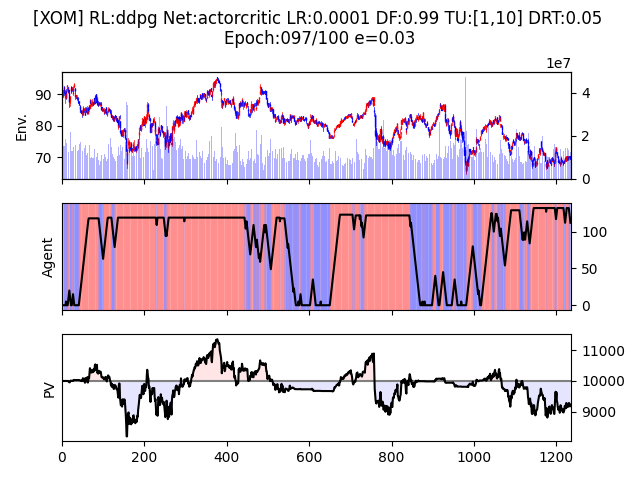 [XOM] RL:ddpg Net:actorcritic LR:0.0001 DF:0.99 TU:[1,10] DRT:0.05
Epoch:097/100 e=0.03
1e7
Env.
90
80
70
4
2
0
Agent
100
50
0
PV
11000
10000
9000
0 200 400 600 800 1000 1200